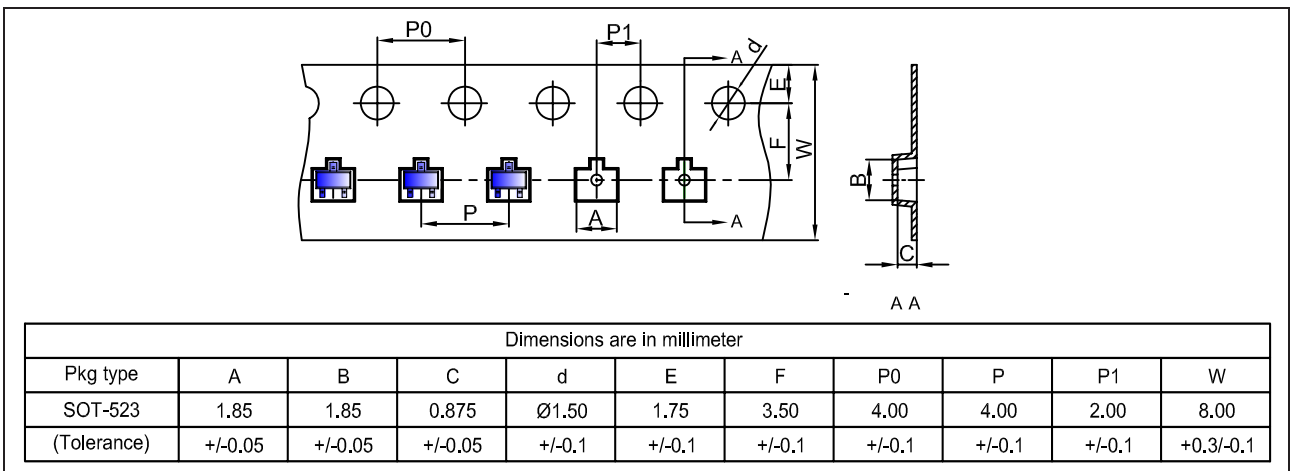 P0
P1
A
d
E
F
W
B
P
A
A
C
A A
Dimensions are in millimeter
Pkg type A B C d E F P0 P P1 W
SOT-523 1.85 1.85 0.875 Ø1.50 1.75 3.50 4.00 4.00 2.00 8.00
(Tolerance) +/-0.05 +/-0.05 +/-0.05 +/-0.1 +/-0.1 +/-0.1 +/-0.1 +/-0.1 +/-0.1 +0.3/-0.1